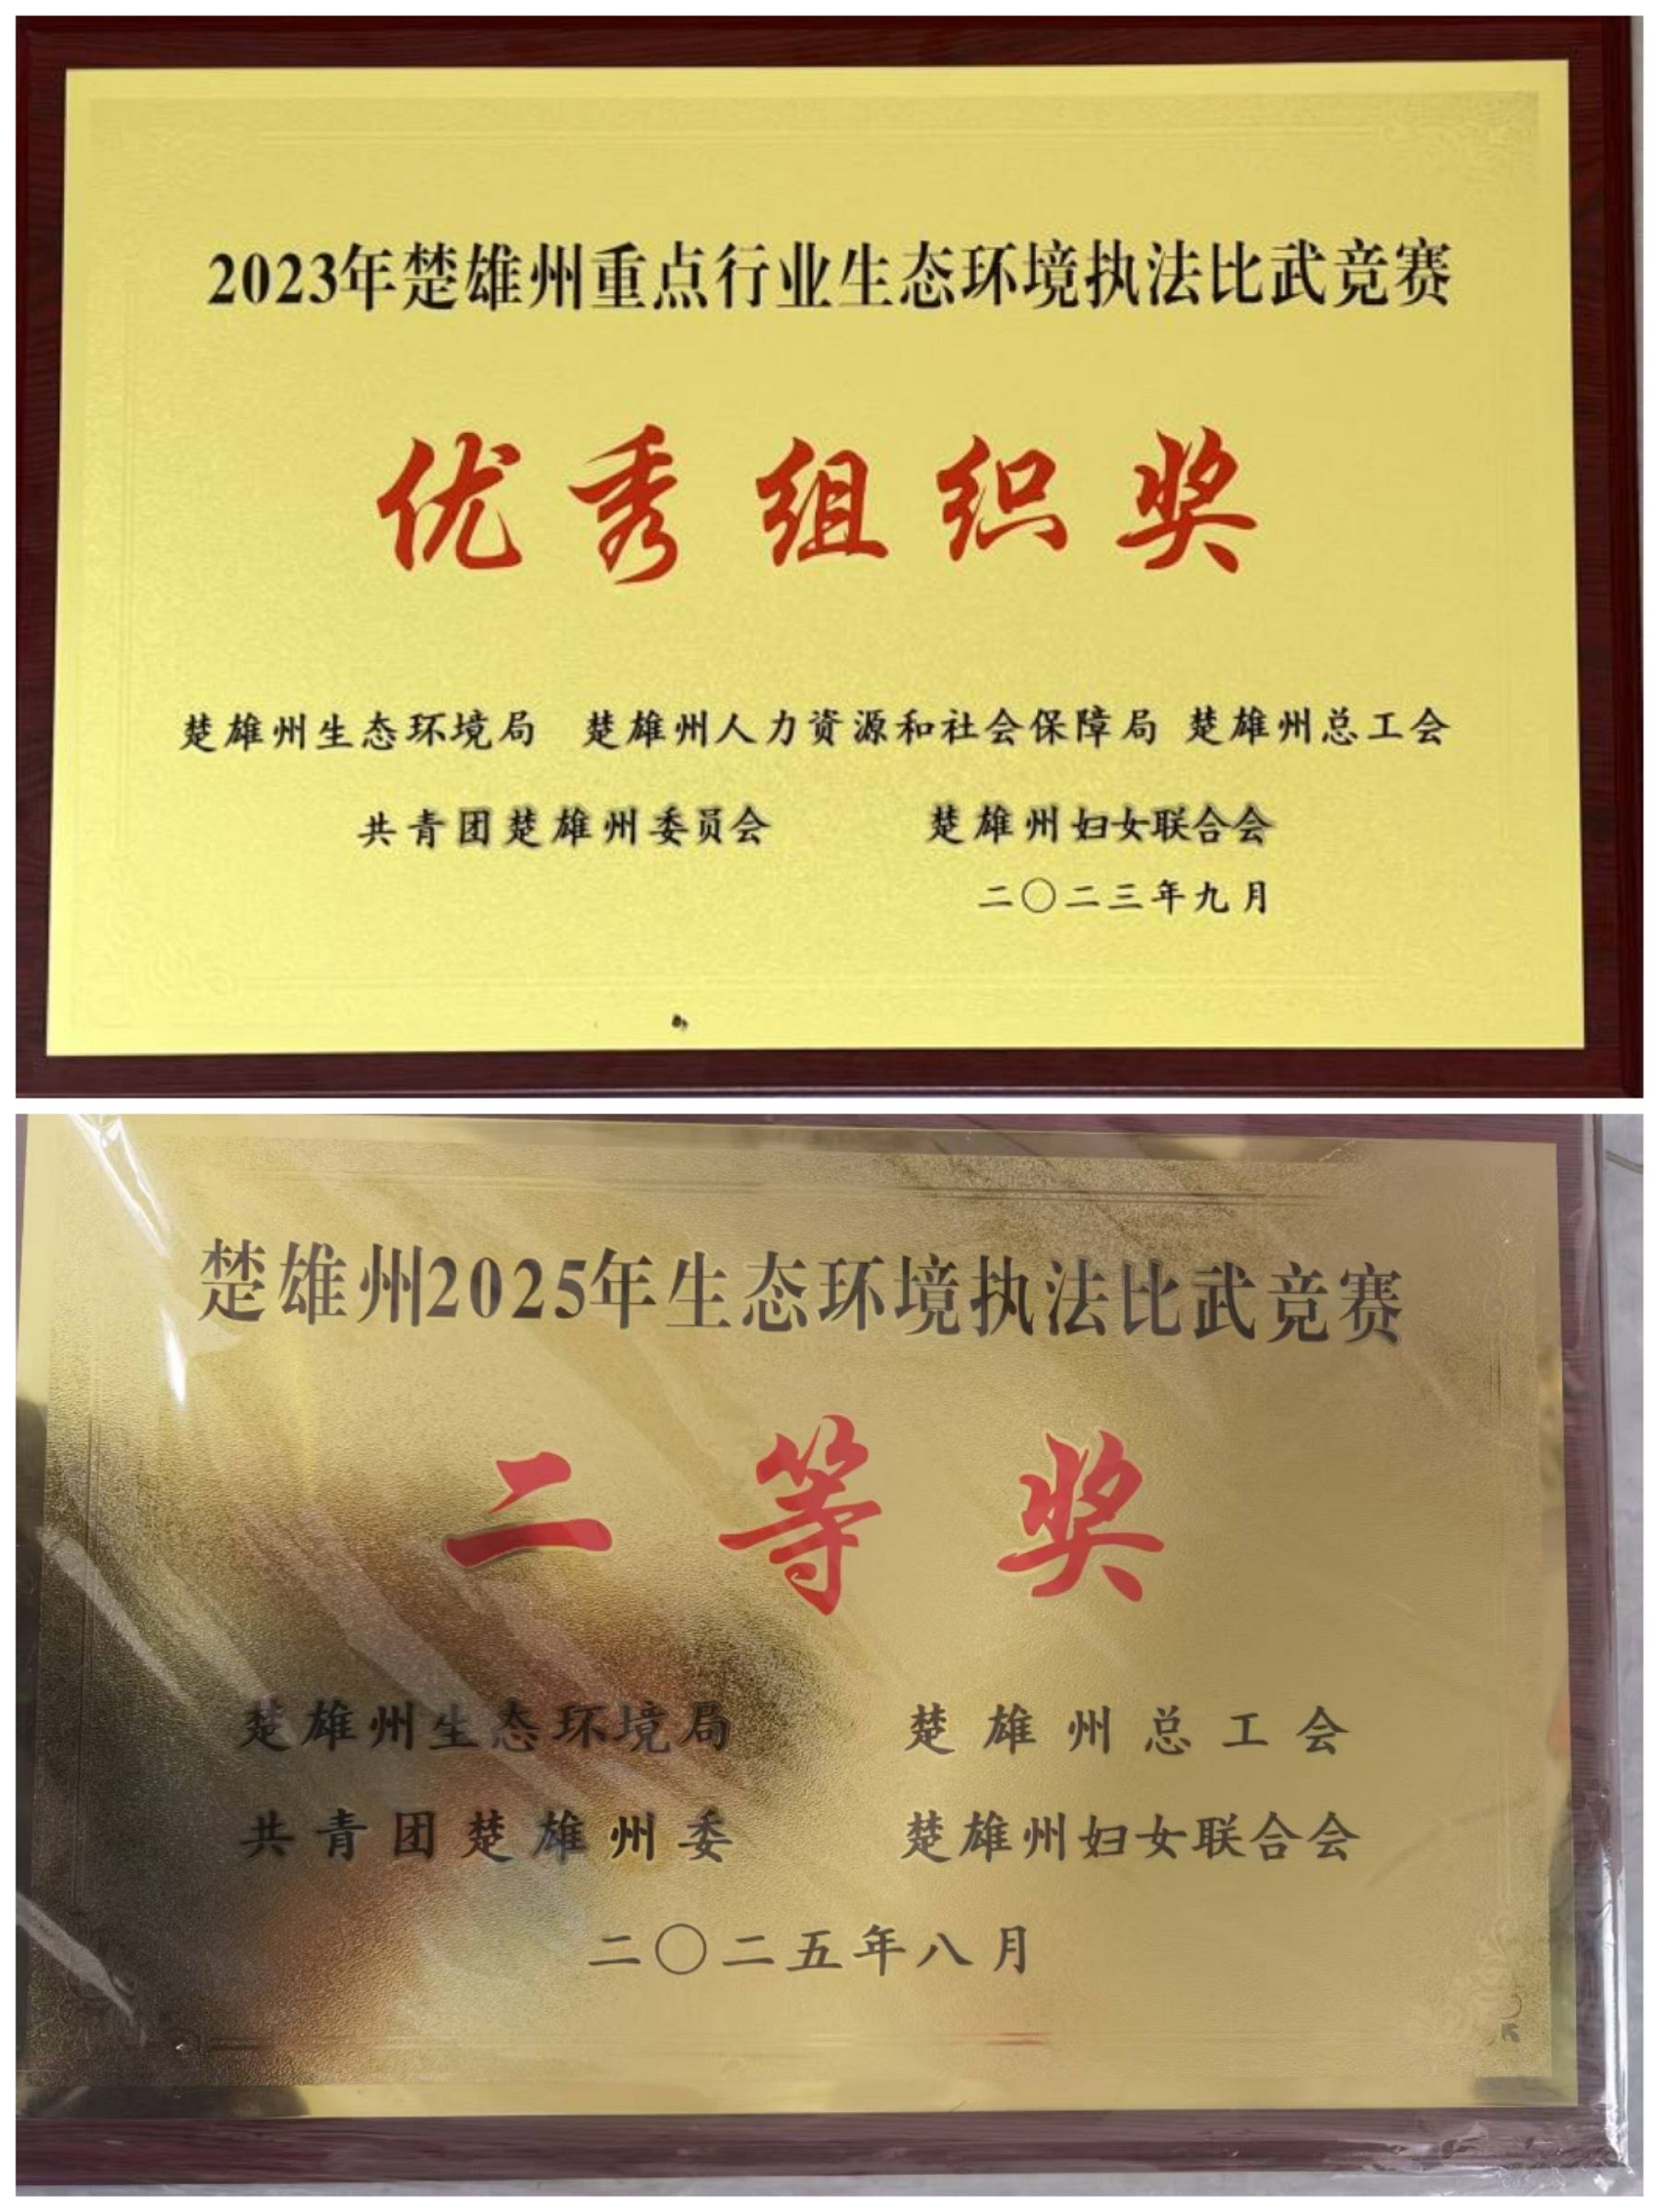 2023年楚雄州重点行业生态环境执法比武竞赛
优秀组织奖
楚雄州生态环境局 楚雄州人力资源和社会保障局 楚雄州总工会
共青团楚雄州委员会 楚雄州妇女联合会
二〇二三年九月
楚雄州2025年生态环境执法比武竞赛
二等奖
楚雄州生态环境局 楚雄州总工会
共青团楚雄州委 楚雄州妇女联合会
二〇二五年八月